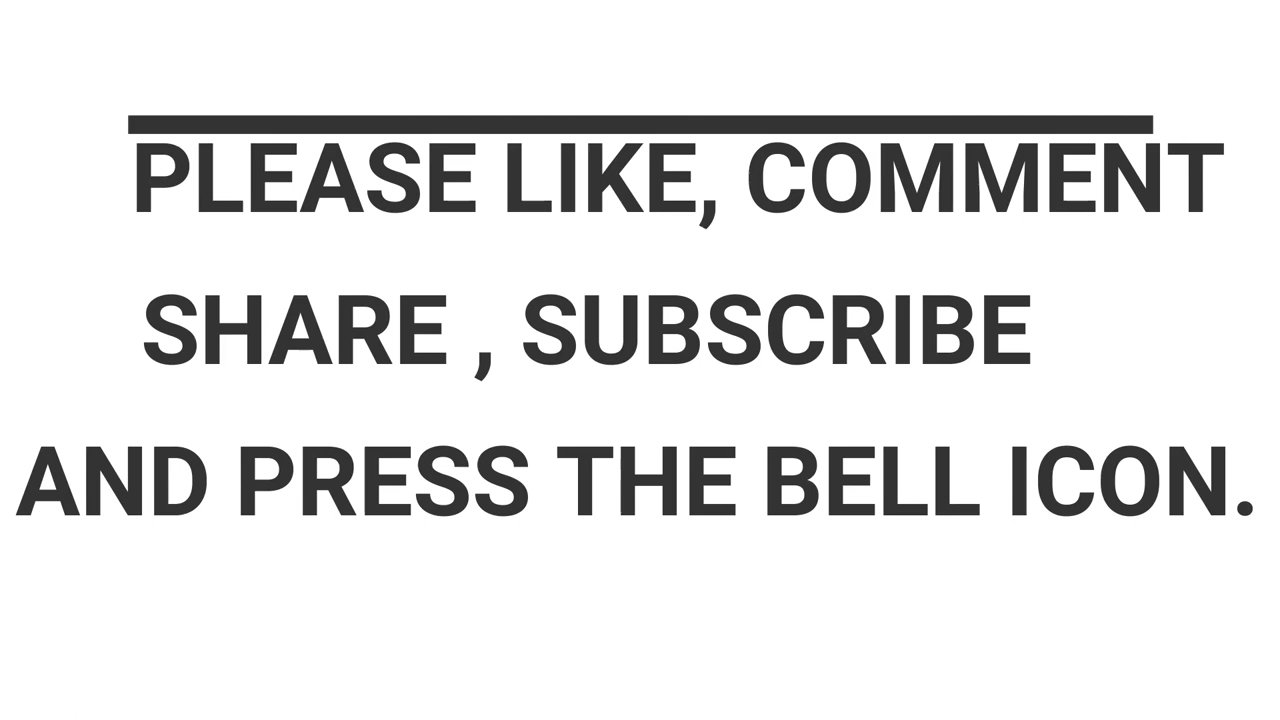 PLEASE LIKE, COMMENT
SHARE , SUBSCRIBE
AND PRESS THE BELL ICON.